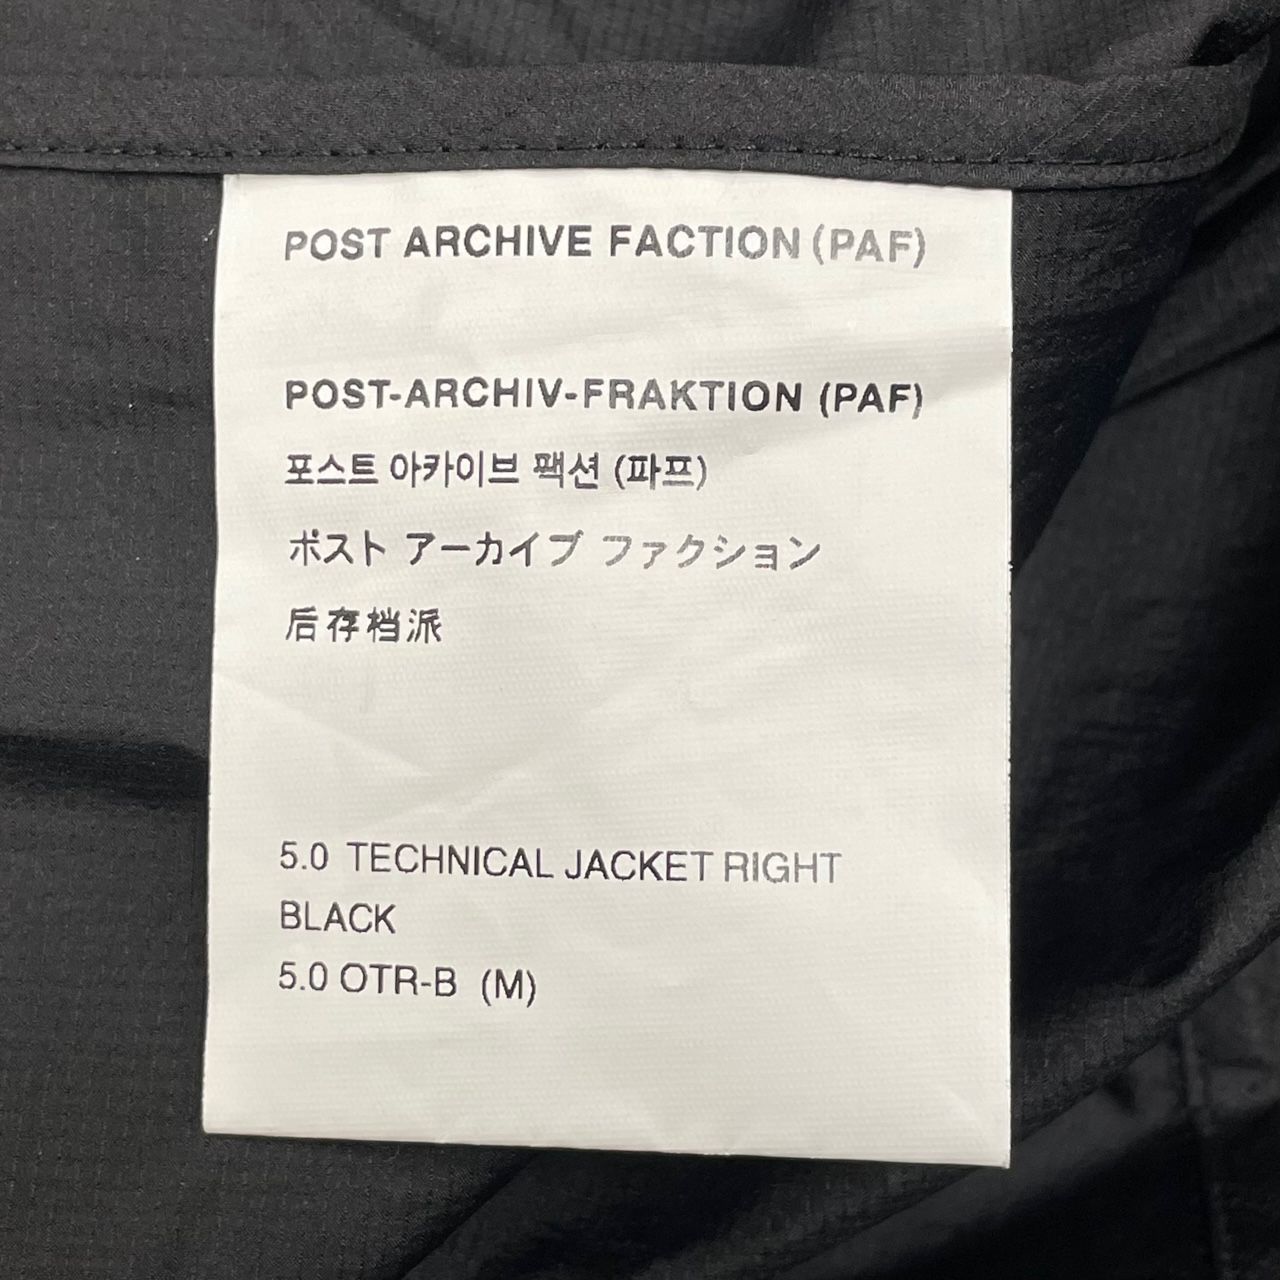 POST ARCHIVE FACTION (PAF)
POST-ARCHIV-FRAKTION (PAF)
포스트 아카이브 팩션 (파프)
ポスト アーカイブ ファクション
后存档派
5.0 TECHNICAL JACKET RIGHT
BLACK
5.0 OTR-B (M)